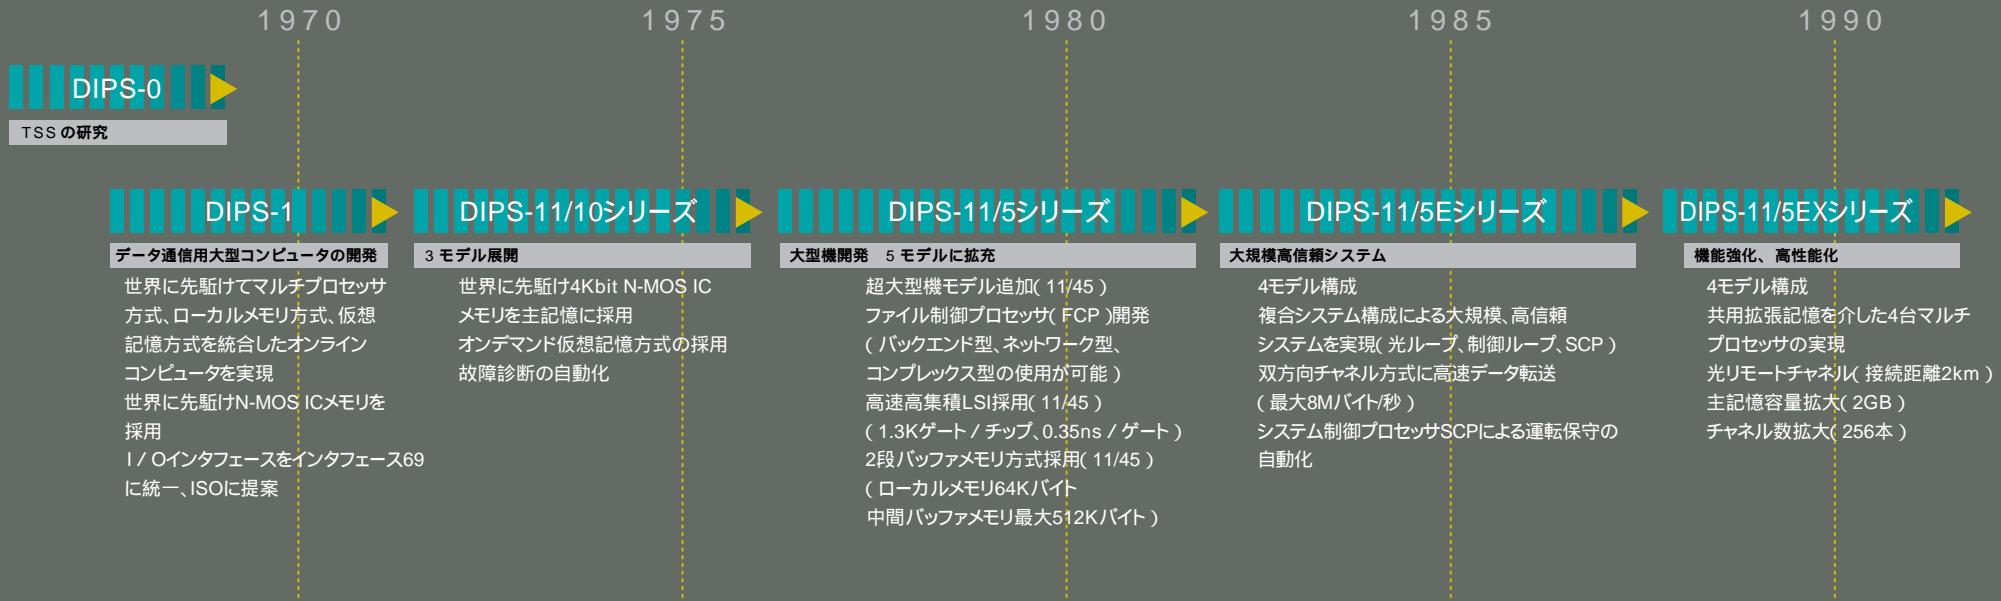 1970
1975
1980
1985
1990
DIPS-0
TSSの研究
DIPS-1
データ通信用大型コンピュータの開発
世界に先駆けてマルチプロセッサ
方式、ローカルメモリ方式、仮想
記憶方式を統合したオンライン
コンピュータを実現
世界に先駆けN-MOS ICメモリを
採用
I/Oインタフェースをインタフェース69
に統一、ISOに提案
DIPS-11/10シリーズ
3モデル展開
世界に先駆け4Kbit N-MOS IC
メモリを主記憶に採用
オンデマンド仮想記憶方式の採用
故障診断の自動化
DIPS-11/5シリーズ
大型機開発 5モデルに拡充
超大型機モデル追加(11/45)
ファイル制御プロセッサ(FCP)開発
(バックエンド型、ネットワーク型、
コンプレックス型の使用が可能)
高速高集積LSI採用(11/45)
(1.3Kゲート/チップ、0.35ns/ゲート)
2段バッファメモリ方式採用(11/45)
(ローカルメモリ64Kバイト
中間バッファメモリ最大512Kバイト)
DIPS-11/5Eシリーズ
大規模高信頼システム
4モデル構成
複合システム構成による大規模、高信頼
システムを実現(光ループ、制御ループ、SCP)
双方向チャネル方式に高速データ転送
(最大8Mバイト/秒)
システム制御プロセッサSCPによる運転保守の
自動化
DIPS-11/5EXシリーズ
機能強化、高性能化
4モデル構成
共用拡張記憶を介した4台マルチ
プロセッサの実現
光リモートチャネル(接続距離2km)
主記憶容量拡大(2GB)
チャネル数拡大(256本)